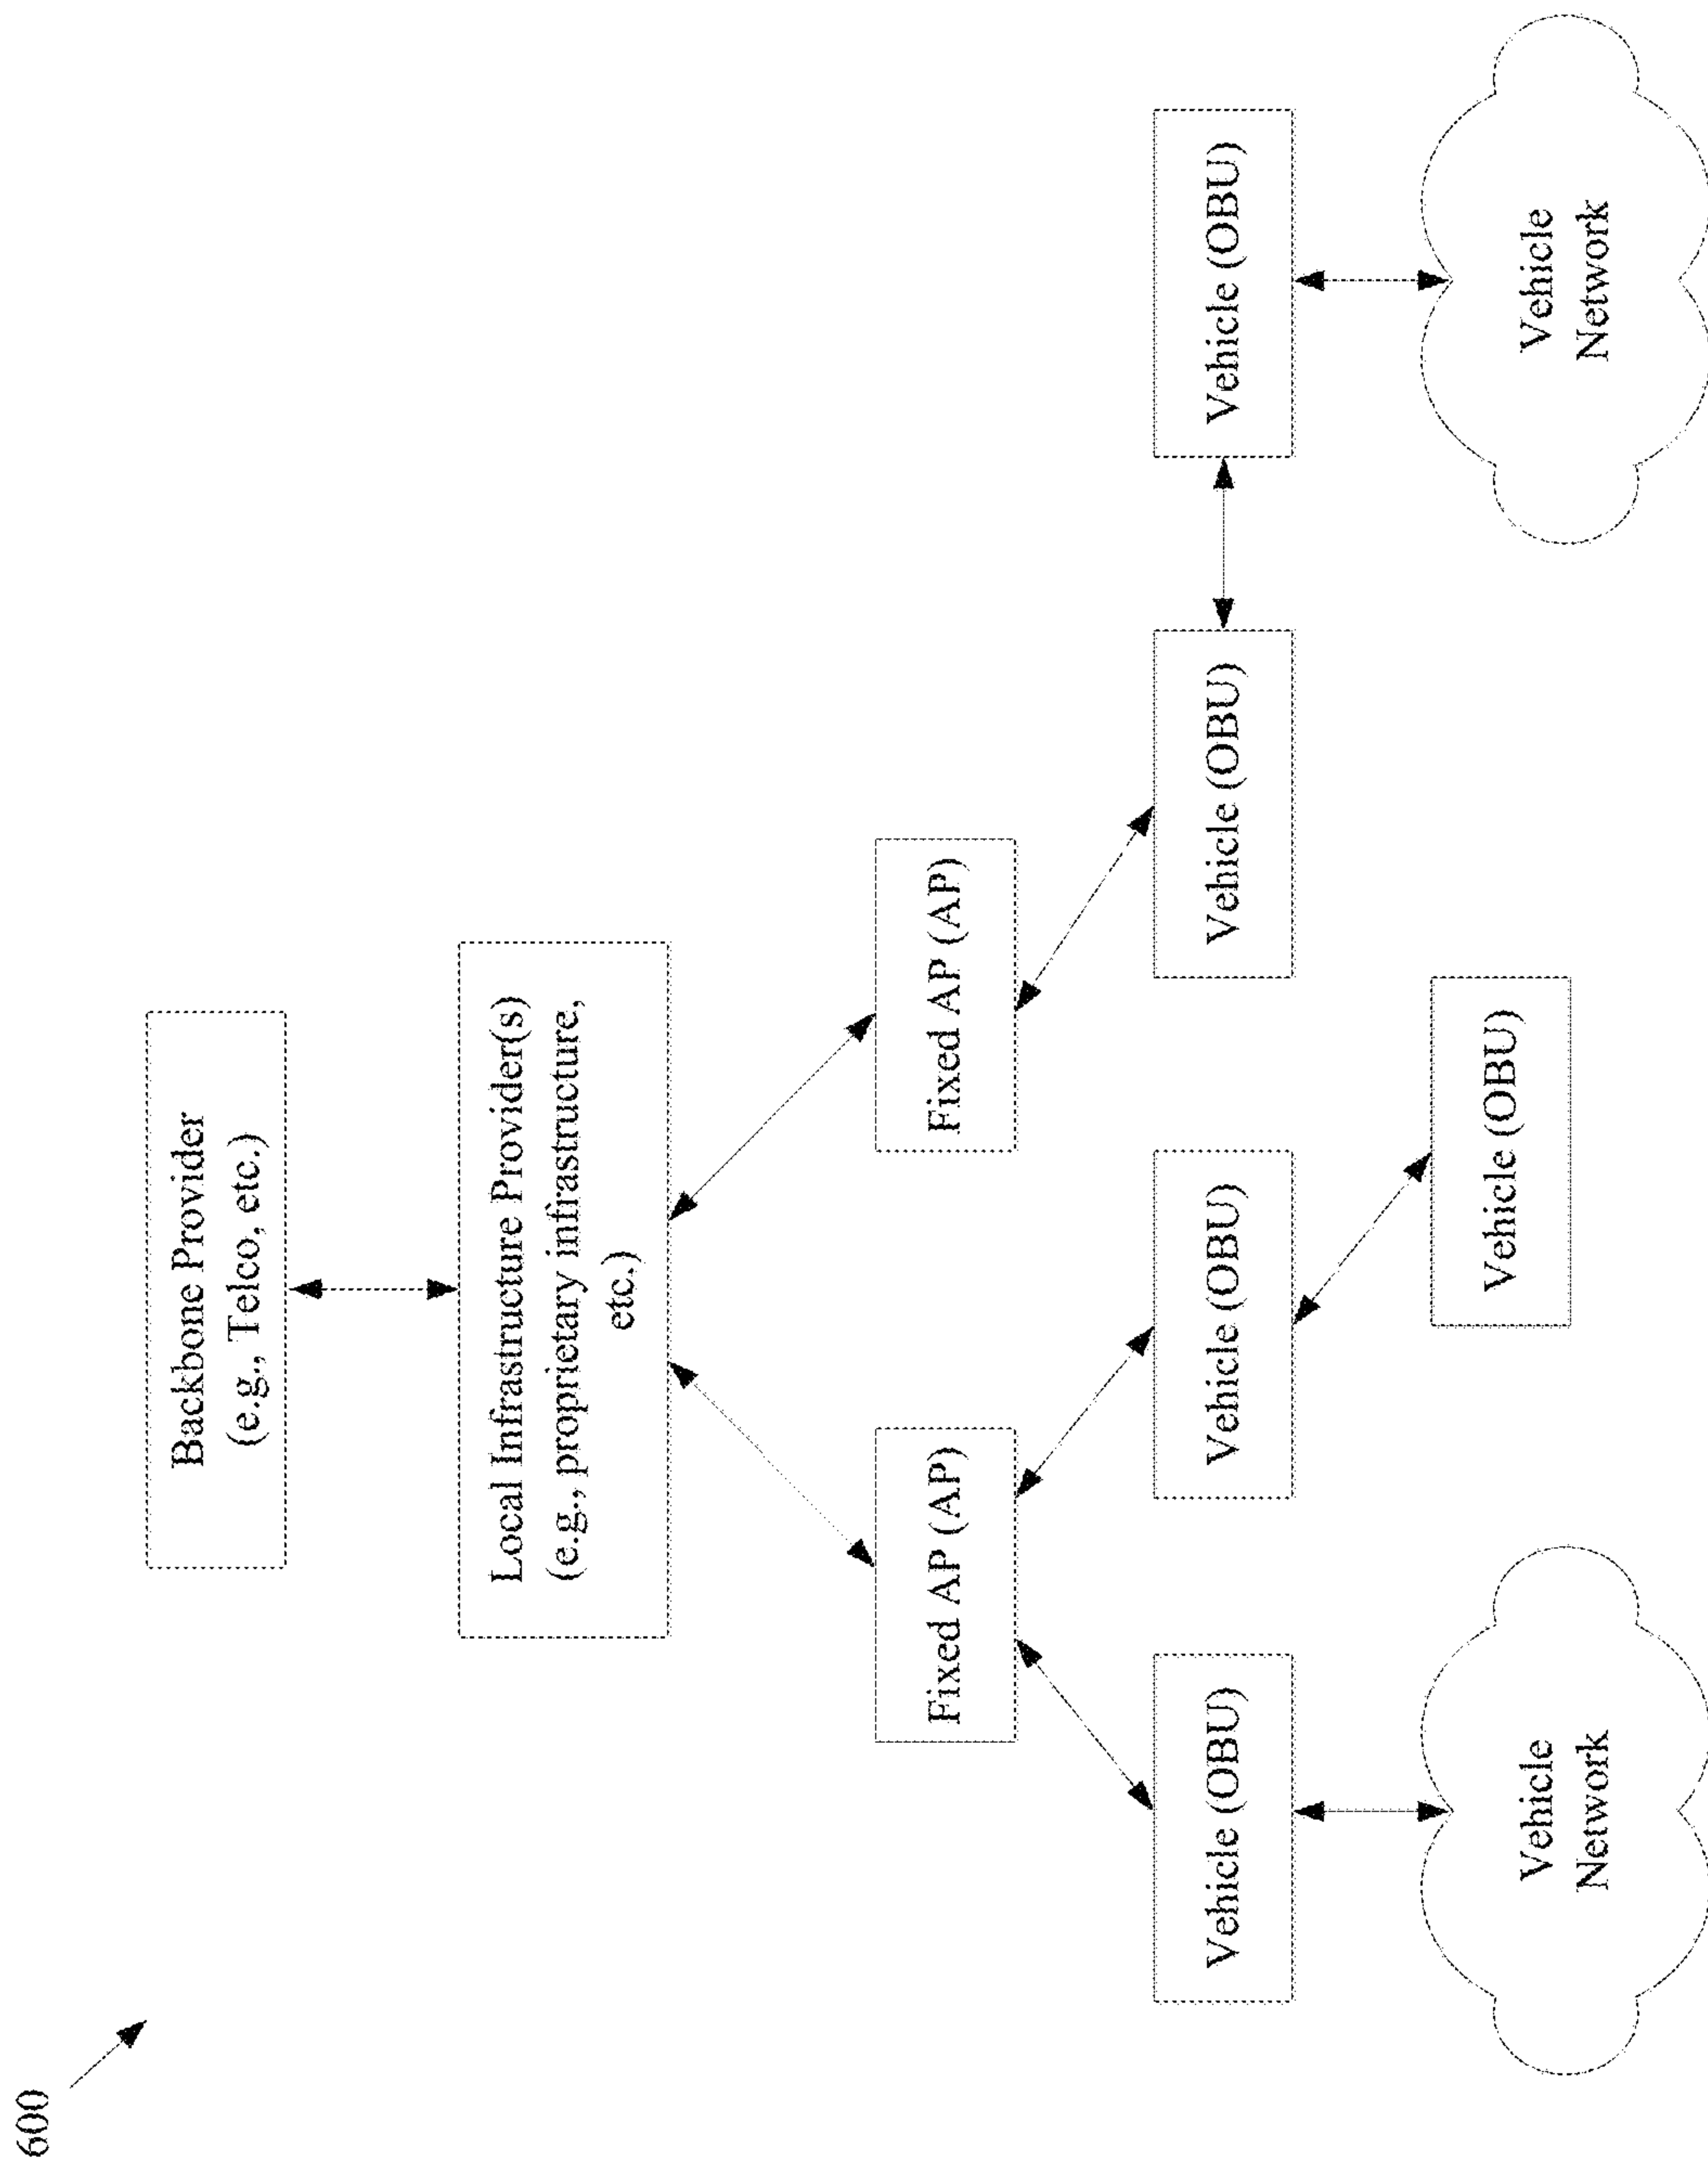 600
Backbone Provider
(e.g., Telco, etc.)
Local Infrastructure Provider(s)
(e.g., proprietary infrastructure,
etc.)
Fixed AP (AP)
Fixed AP (AP)
Vehicle (OBU)
Vehicle (OBU)
Vehicle (OBU)
Vehicle (OBU)
Vehicle (OBU)
Vehicle
Network
Vehicle
Network